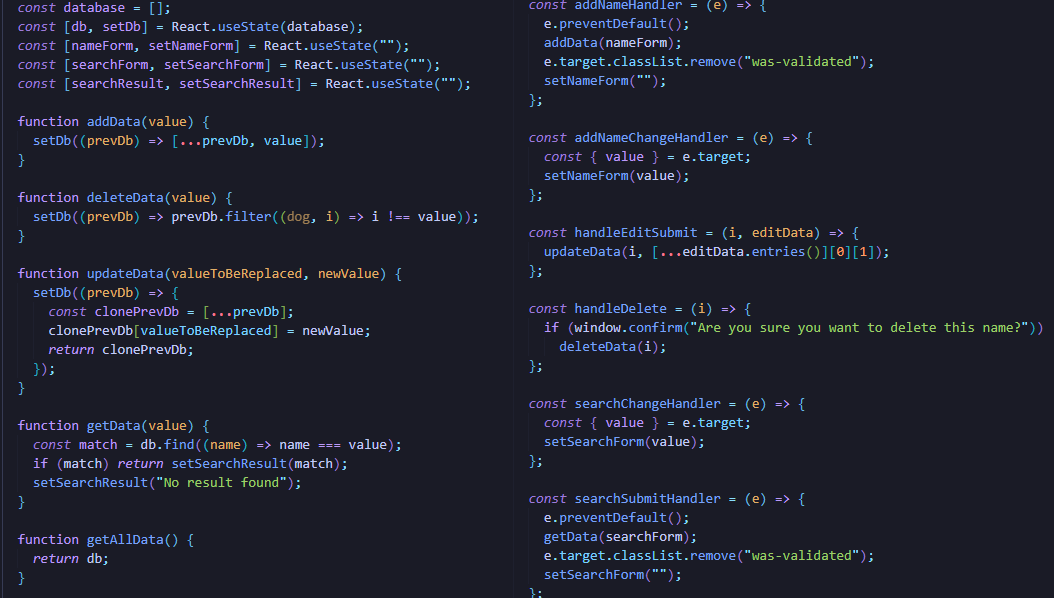 const database = [];
const [db, setDb] = React.useState(database);
const [nameForm, setNameForm] = React.useState("");
const [searchForm, setSearchForm] = React.useState("");
const [searchResult, setSearchResult] = React.useState("");
function addData(value) {
setDb((prevDb) => [...prevDb, value]);
}
function deleteData(value) {
setDb((prevDb) => prevDb.filter((dog, i) => i !== value));
}
function updateData(valueToBeReplaced, newValue) {
setDb((prevDb) => {
const clonePrevDb = [...prevDb];
clonePrevDb[valueToBeReplaced] = newValue;
return clonePrevDb;
});
}
function getData(value) {
const match = db.find((name) => name === value);
if (match) return setSearchResult(match);
setSearchResult("No result found");
}
function getAllData() {
return db;
}
const addNameHandler = (e) => {
e.preventDefault();
addData(nameForm);
e.target.classList.remove("was-validated");
setNameForm("");
};
const addNameChangeHandler = (e) => {
const { value } = e.target;
setNameForm(value);
};
const handleEditSubmit = (i, editData) => {
updateData(i, [...editData.entries()][0][1]);
};
const handleDelete = (i) => {
if (window.confirm("Are you sure you want to delete this name?"))
deleteData(i);
};
const searchChangeHandler = (e) => {
const { value } = e.target;
setSearchForm(value);
};
const searchSubmitHandler = (e) => {
e.preventDefault();
getData(searchForm);
e.target.classList.remove("was-validated");
setSearchForm("");
};